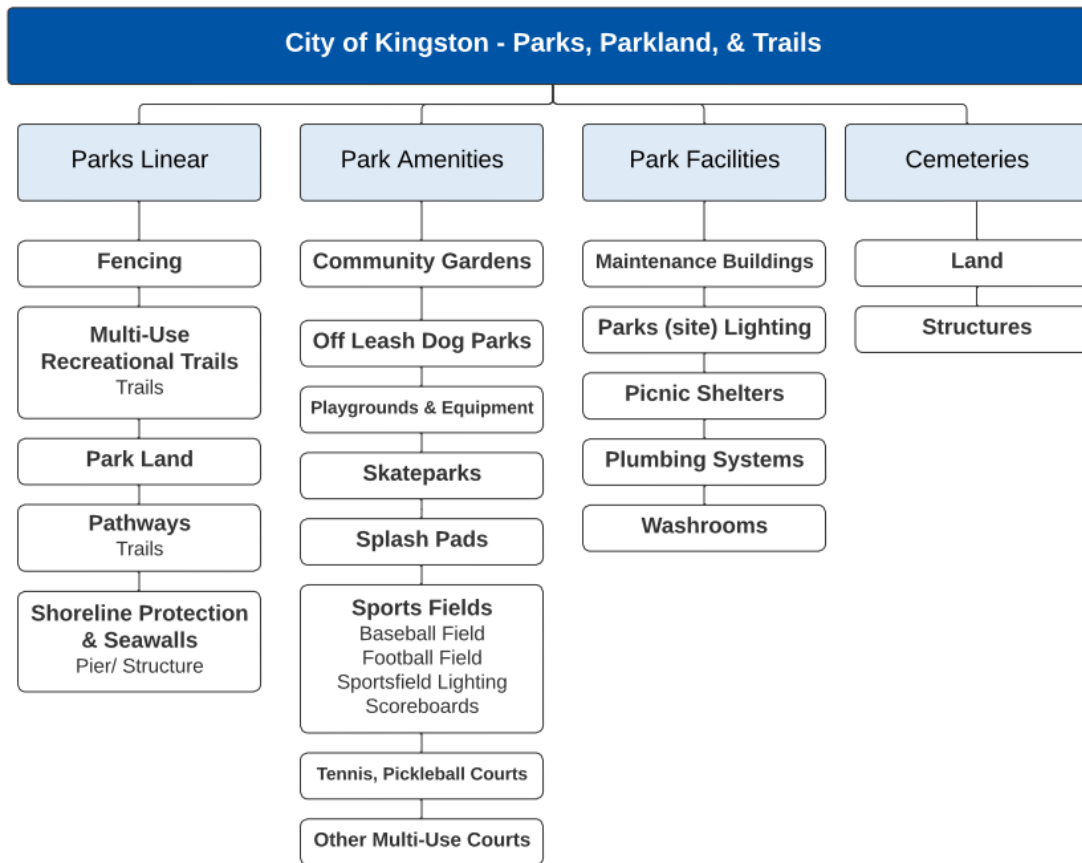 City of Kingston - Parks, Parkland, & Trails
Parks Linear
Fencing
Multi-Use
Recreational Trails
Trails
Park Land
Pathways
Trails
Shoreline Protection
& Seawalls
Pier/ Structure
Park Amenities
Community Gardens
Off Leash Dog Parks
Playgrounds & Equipment
Skateparks
Splash Pads
Sports Fields
Baseball Field
Football Field
Sportsfield Lighting
Scoreboards
Tennis, Pickleball Courts
Other Multi-Use Courts
Park Facilities
Maintenance Buildings
Parks (site) Lighting
Picnic Shelters
Plumbing Systems
Washrooms
Cemeteries
Land
Structures